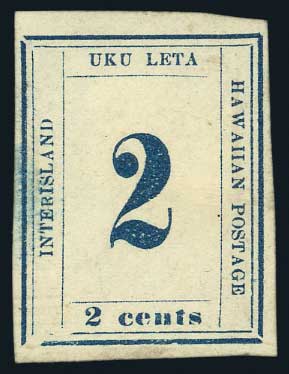 UKU LETA
INTERISLAND
2
HAWAIIAN POSTAGE
2 cents